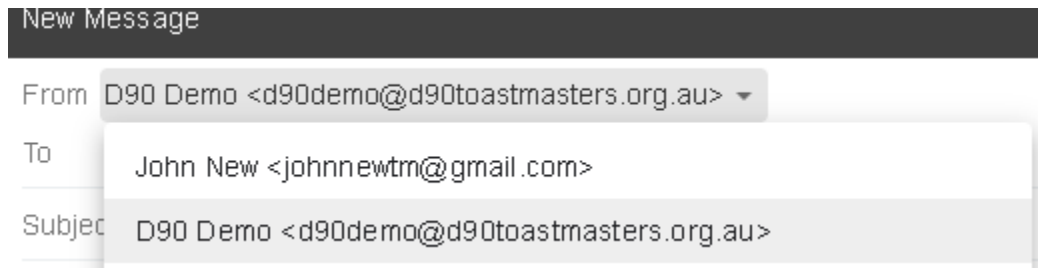 New Message
From D90 Demo <d90demo@d90toastmasters.org.au>
To
John New <johnnewtm@gmail.com>
Subjec
D90 Demo <d90demo@d90toastmasters.org.au>